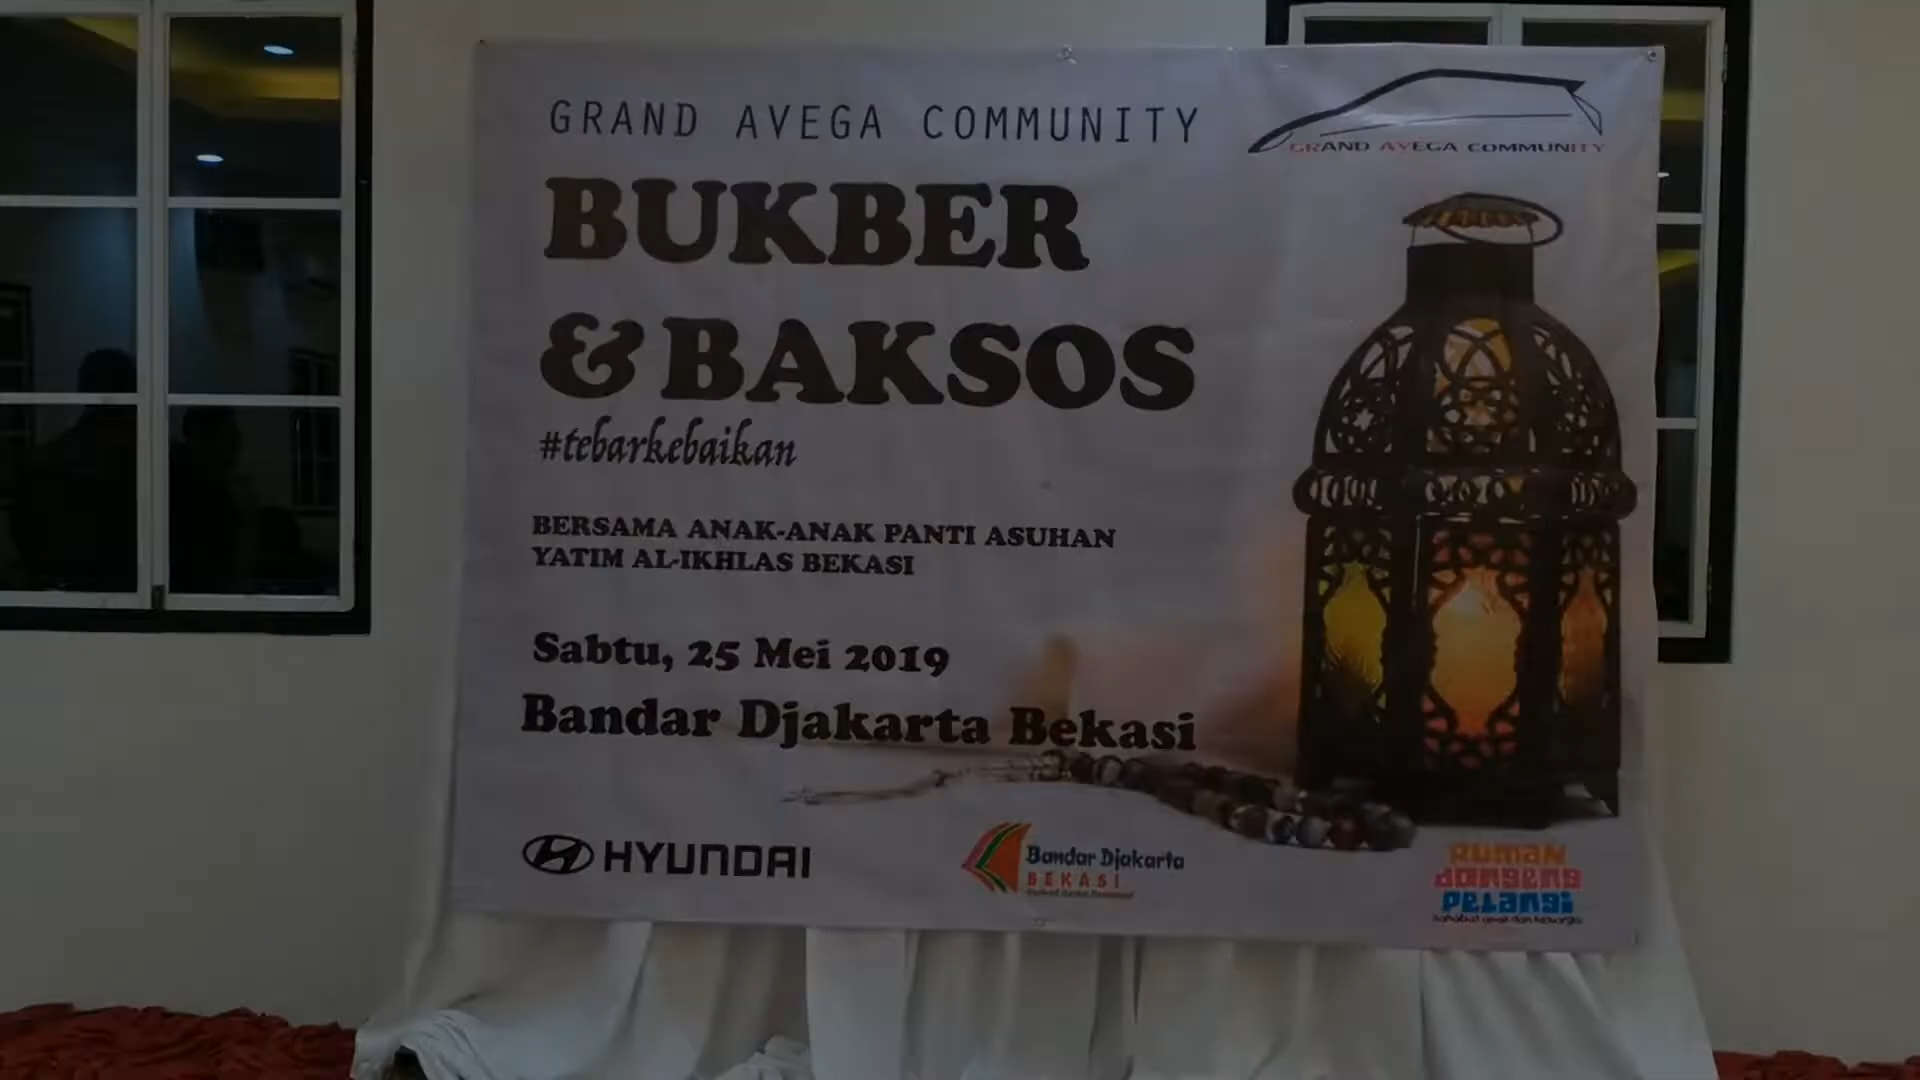 GRAND AVEGA COMMUNITY
GRAND AVEGA COMMUNITY
BUKBER
& BAKSOS
#tebarkebaikan
BERSAMA ANAK-ANAK PANTI ASUHAN
YATIM AL-IKHLAS BEKASI
Sabtu, 25 Mei 2019
Bandar Djakarta Bekasi
HYUNDAI
Bandar Djakarta
BEKASI
RUMAH
DONGENG
PELANGI